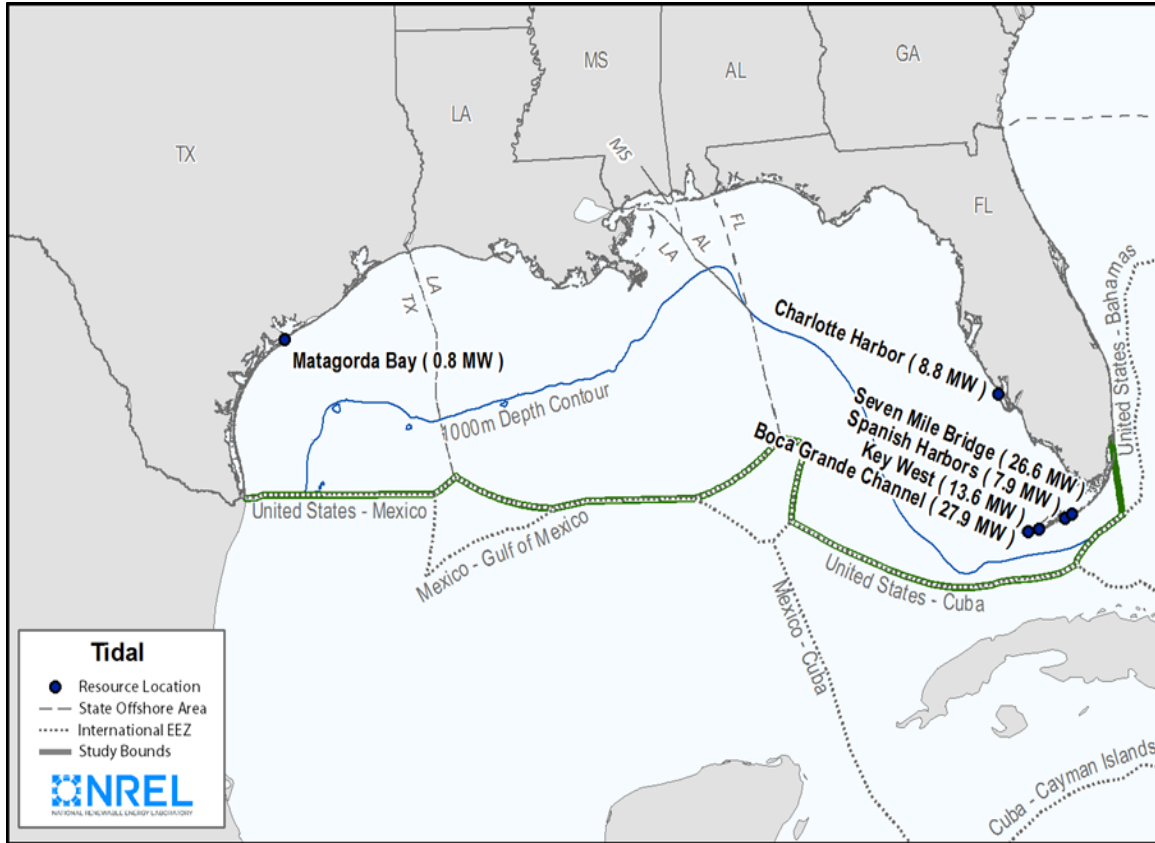 MS
AL
GA
LA
TX
MS
FL
FL
AL
LA
LA
TX
United States - Bahamas
Charlotte Harbor ( 8.8 MW )
Matagorda Bay ( 0.8 MW )
1000m Depth Contour
Seven Mile Bridge ( 26.6 MW )
Spanish Harbors ( 7.9 MW )
Key West ( 13.6 MW )
Boca Grande Channel ( 27.9 MW )
United States - Mexico
Mexico - Gulf of Mexico
United States - Cuba
Mexico - Cuba
Cuba - Cayman Islands
Tidal
Resource Location
State Offshore Area
International EEZ
Study Bounds
NREL
NATIONAL RENEWABLE ENERGY LABORATORY